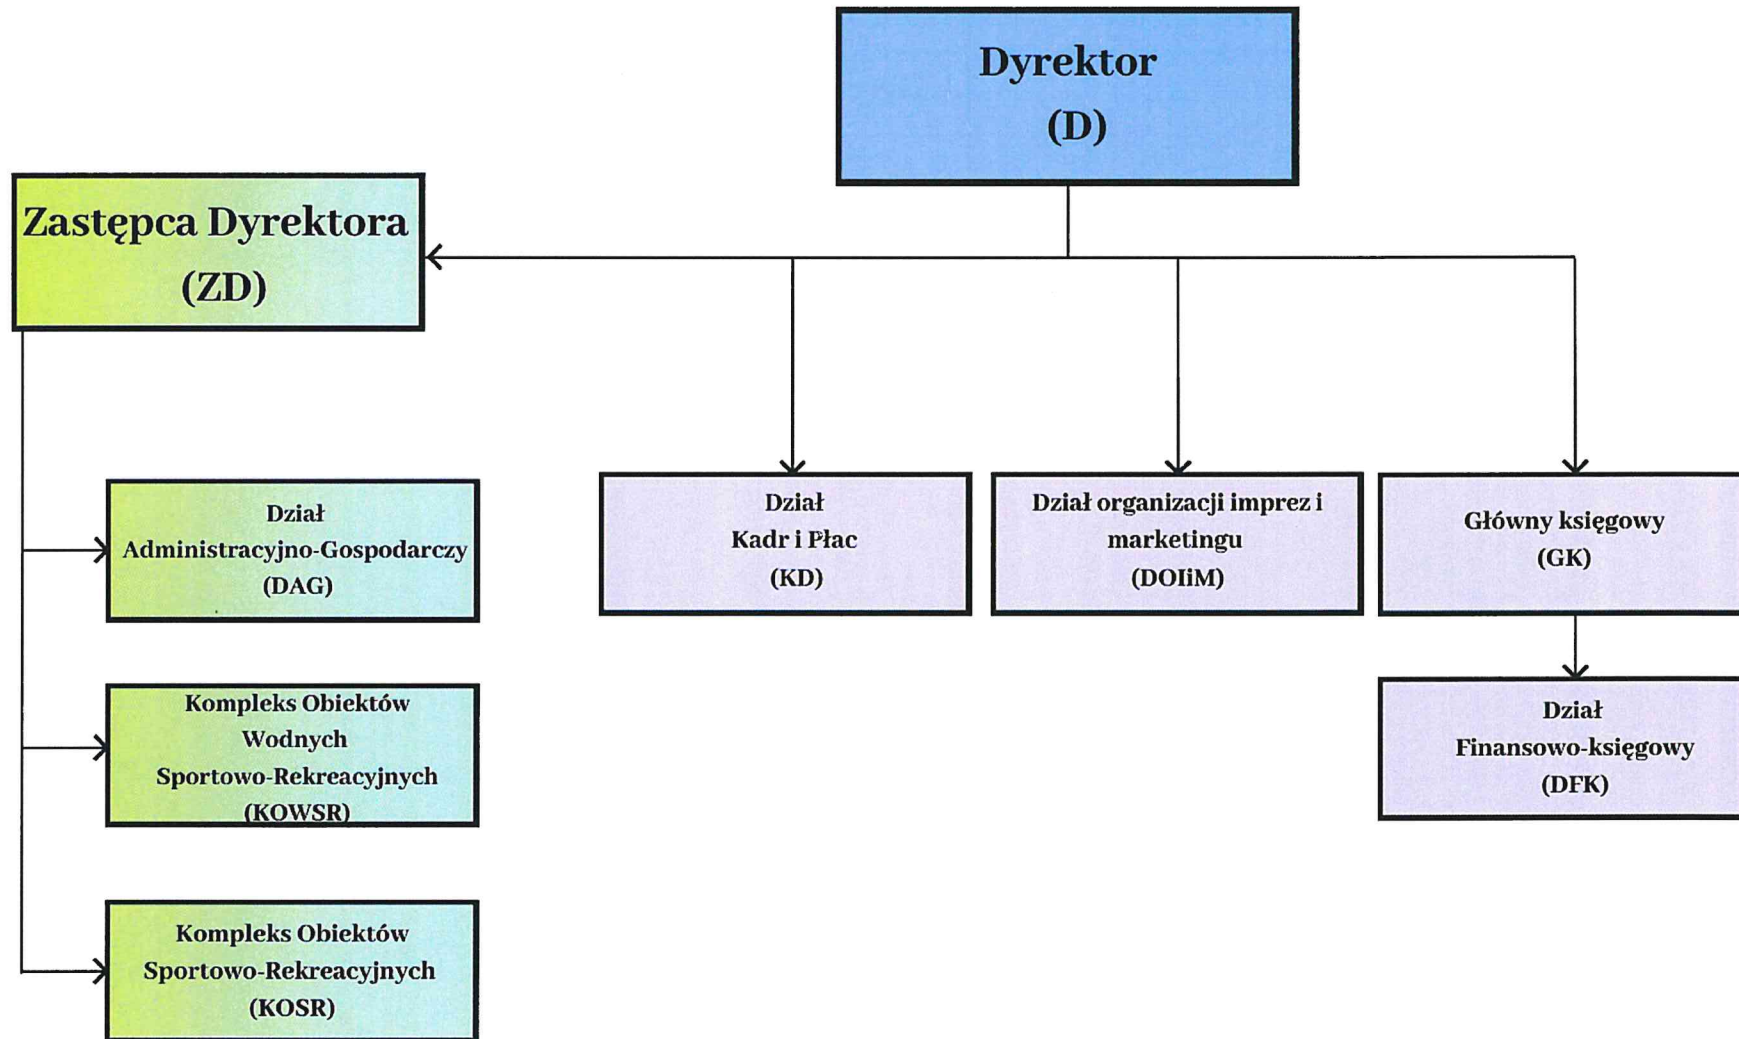 Dyrektor
(D)
Zastępca Dyrektora
(ZD)
Dział
Administracyjno-Gospodarczy
(DAG)
Kompleks Obiektów
Wodnych
Sportowo-Rekreacyjnych
(KOWSR)
Kompleks Obiektów
Sportowo-Rekreacyjnych
(KOSR)
Dział
Kadr i Płac
(KD)
Dział organizacji imprez i
marketingu
(DOIiM)
Główny księgowy
(GK)
Dział
Finansowo-księgowy
(DFK)